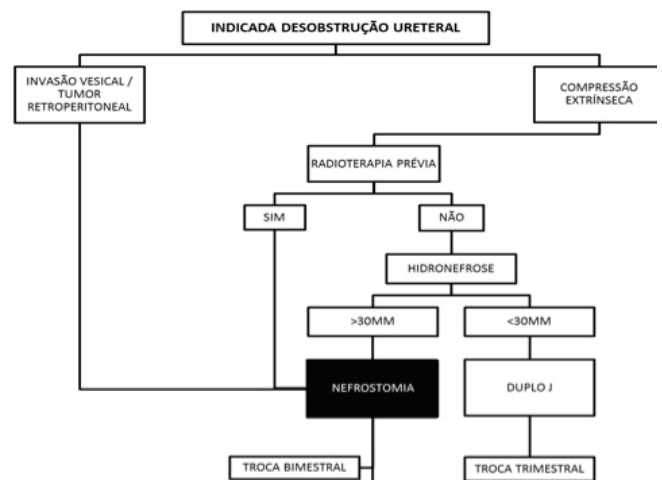 INDICADA DESOBSTRUÇÃO URETERAL
INVASÃO VESICAL /
TUMOR
RETROPERITONEAL
COMPRESSÃO
EXTRÍNSECA
RADIOTERAPIA PRÉVIA
SIM
NÃO
HIDRONEFROSE
>30MM
<30MM
NEFROSTOMIA
DUPLO J
TROCA BIMESTRAL
TROCA TRIMESTRAL